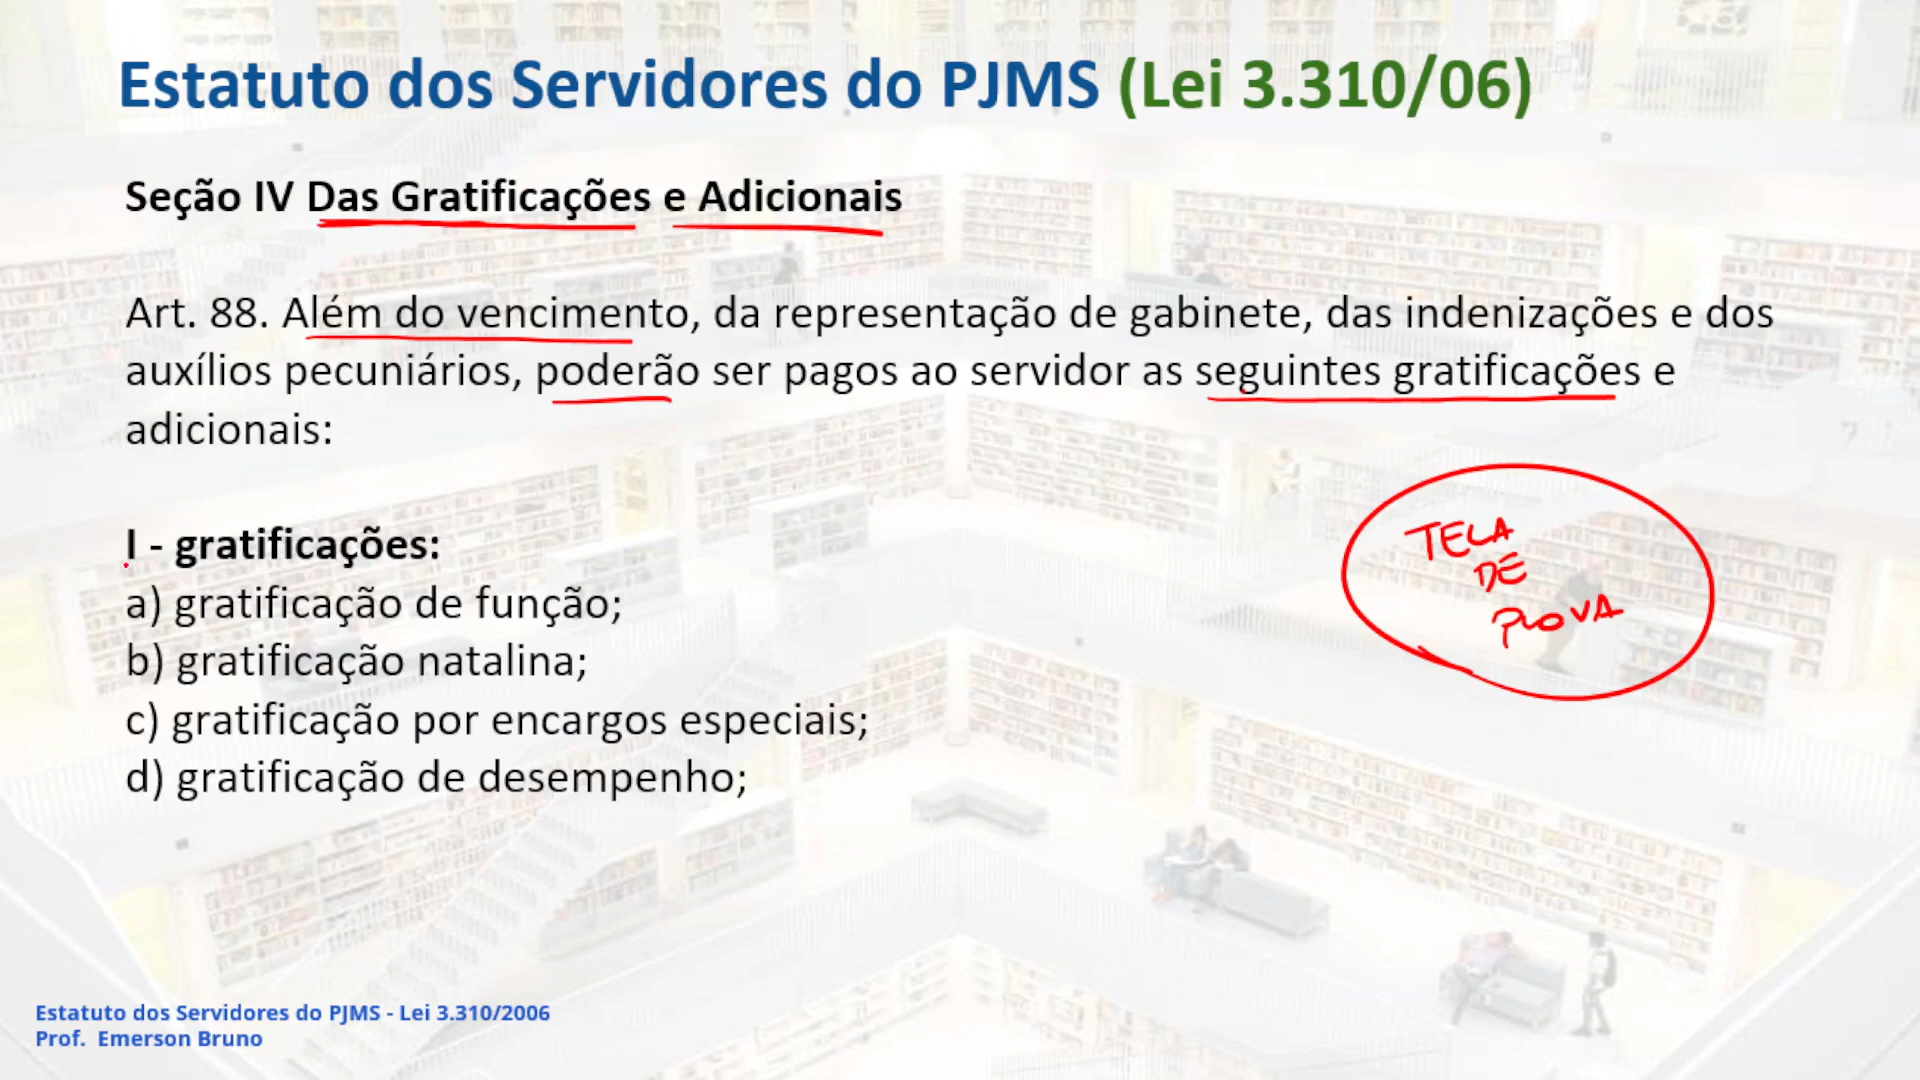 Estatuto dos Servidores do PJMS (Lei 3.310/06)
Seção IV Das Gratificações e Adicionais
Art. 88. Além do vencimento, da representação de gabinete, das indenizações e dos
auxílios pecuniários, poderão ser pagos ao servidor as seguintes gratificações e
adicionais:
I - gratificações:
a) gratificação de função;
b) gratificação natalina;
c) gratificação por encargos especiais;
d) gratificação de desempenho;
TELA
DE
PROVA
Estatuto dos Servidores do PJMS - Lei 3.310/2006
Prof. Emerson Bruno